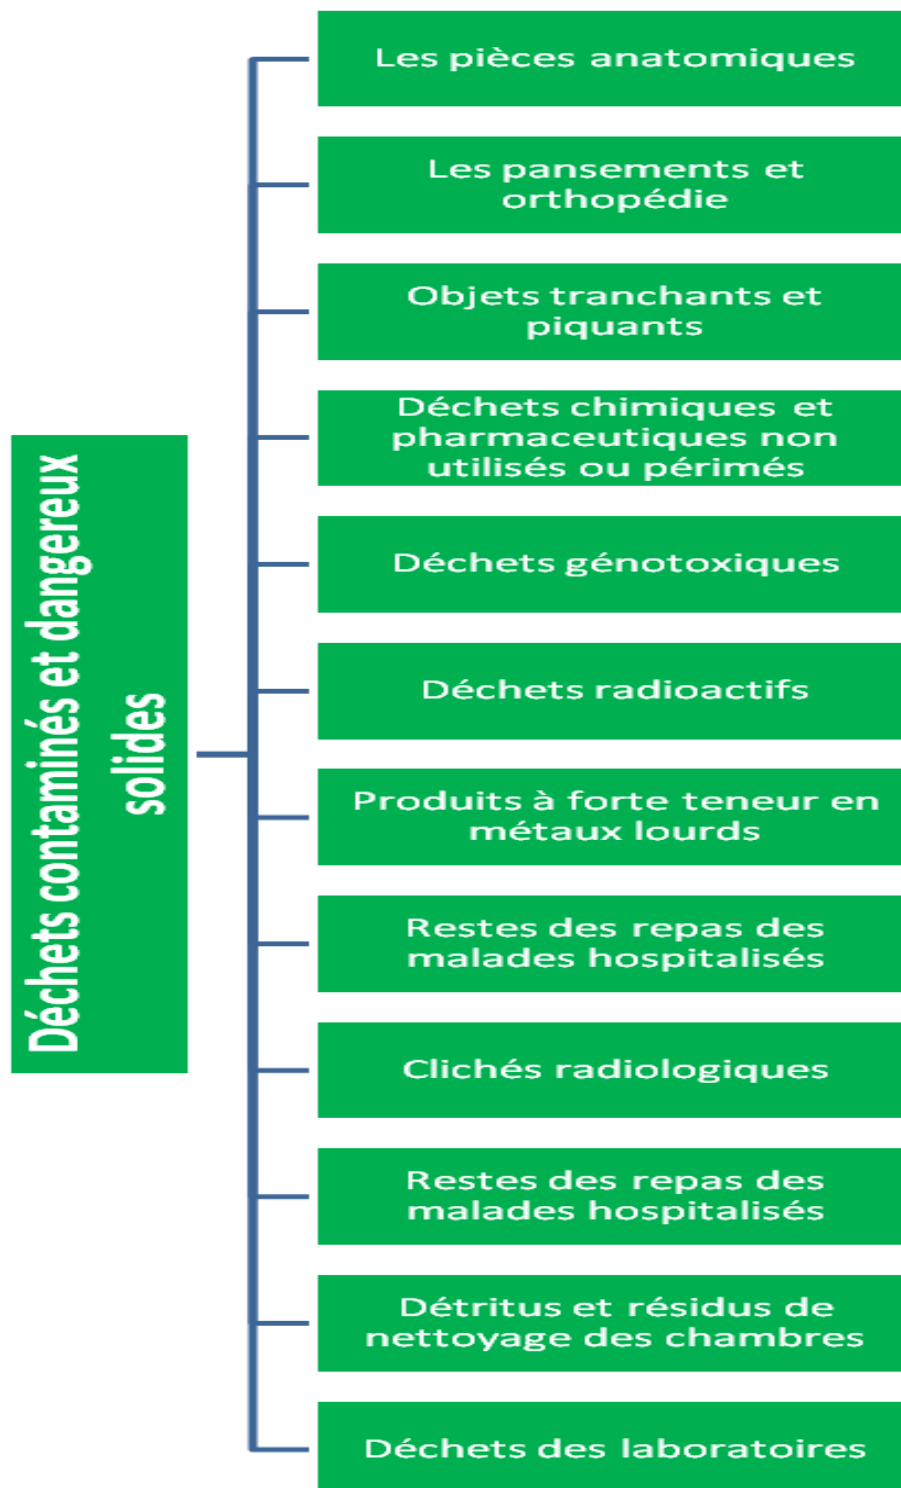 Déchets contaminés et dangereux
solides
Les pièces anatomiques
Les pansements et
orthopédie
Objets tranchants et
piquants
Déchets chimiques et
pharmaceutiques non
utilisés ou périmés
Déchets génotoxiques
Déchets radioactifs
Produits à forte teneur en
métaux lourds
Restes des repas des
malades hospitalisés
Clichés radiologiques
Restes des repas des
malades hospitalisés
Détritus et résidus de
nettoyage des chambres
Déchets des laboratoires